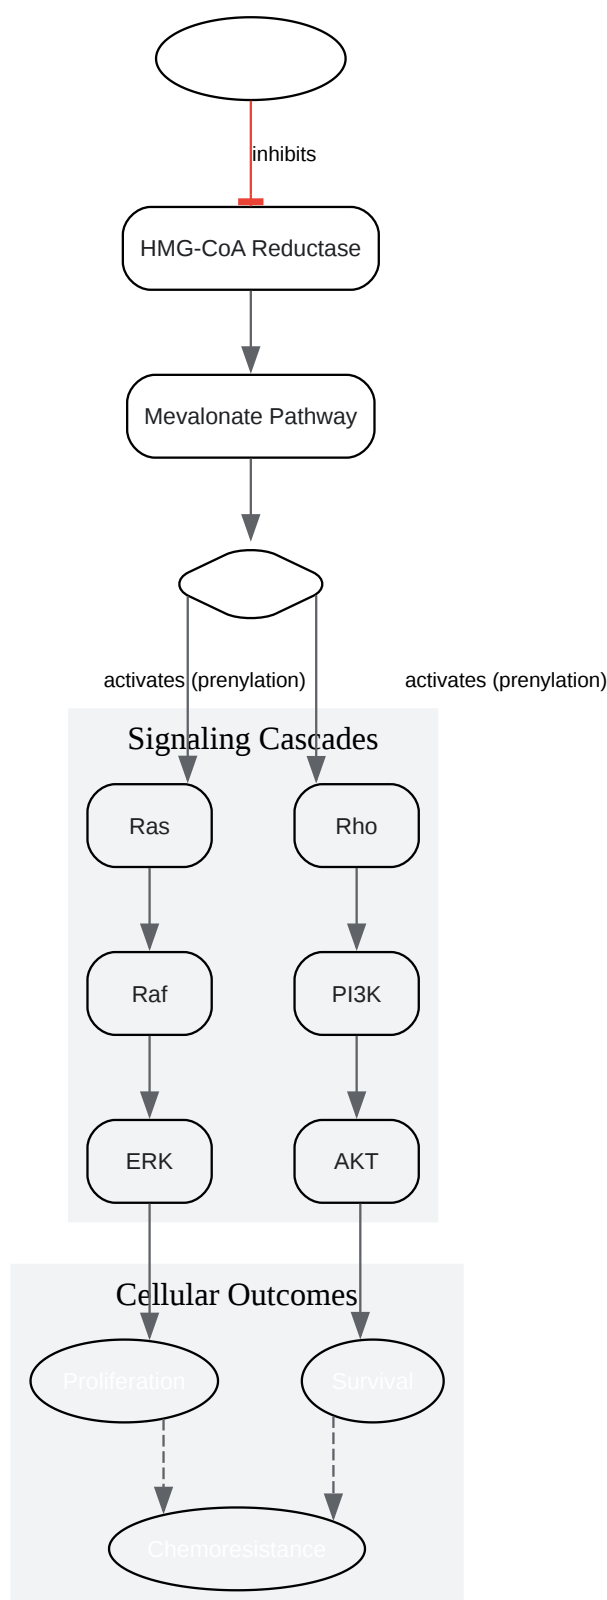 inhibits
HMG-CoA Reductase
Mevalonate Pathway
activates (prenylation)
activates (prenylation)
Signaling Cascades
Ras
Rho
Raf
PI3K
ERK
AKT
Cellular Outcomes
Proliferation
Survival
Chemoresistance